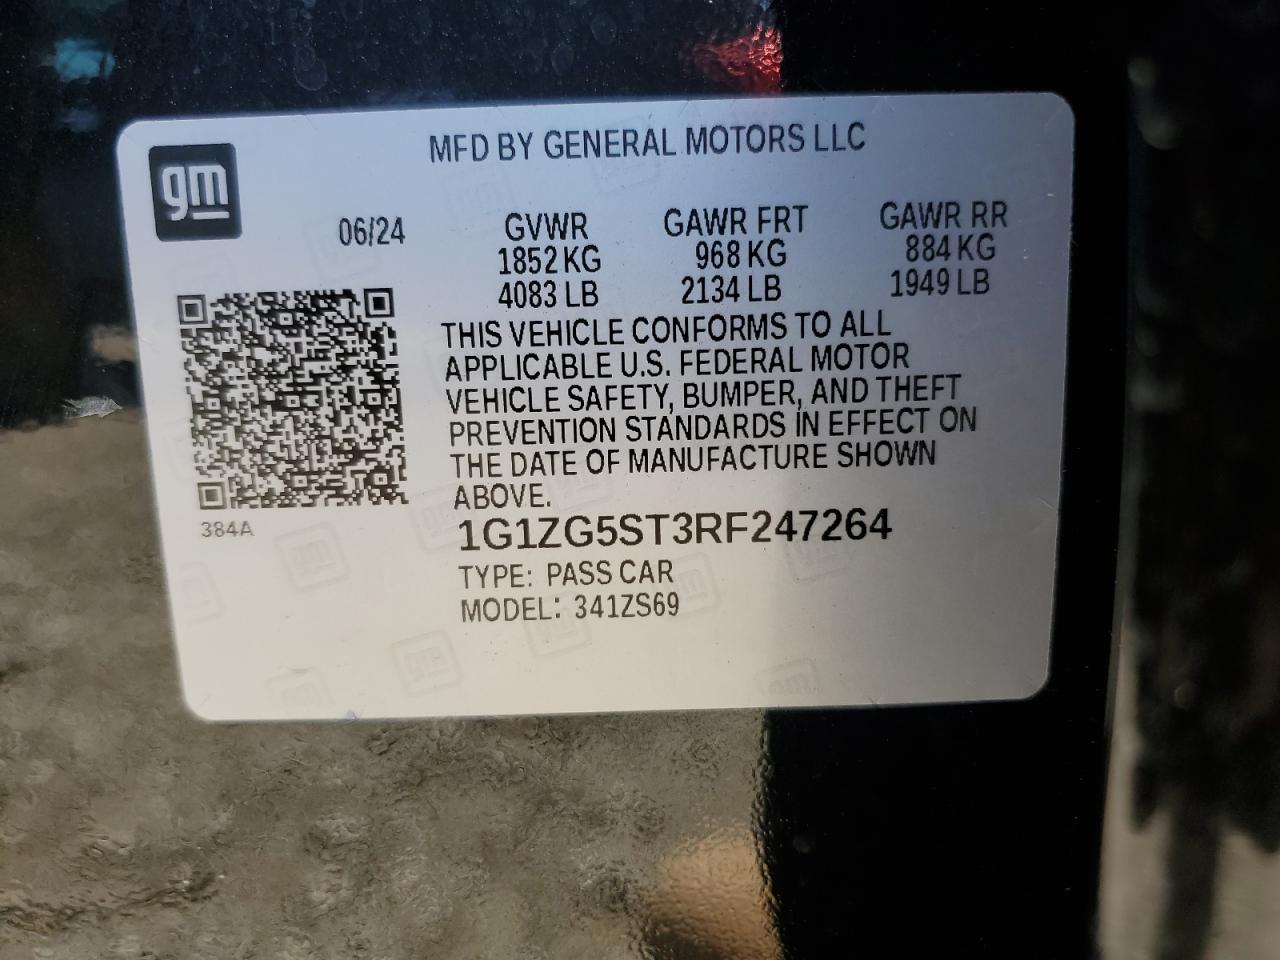 MFD BY GENERAL MOTORS LLC
gm
06/24
GVWR GAWR FRT GAWR RR
1852 KG 968 KG 884 KG
4083 LB 2134 LB 1949 LB
THIS VEHICLE CONFORMS TO ALL
APPLICABLE U.S. FEDERAL MOTOR
VEHICLE SAFETY, BUMPER, AND THEFT
PREVENTION STANDARDS IN EFFECT ON
THE DATE OF MANUFACTURE SHOWN
ABOVE.
384A
1G1ZG5ST3RF247264
TYPE: PASS CAR
MODEL: 341ZS69